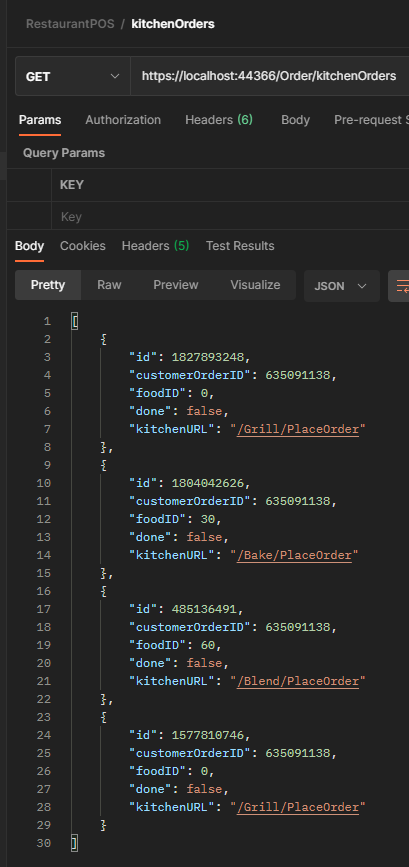 RestaurantPOS / kitchenOrders
GET https://localhost:44366/Order/kitchenOrders
Params Authorization Headers (6) Body Pre-request S
Query Params
KEY
Key
Body Cookies Headers (5) Test Results
Pretty Raw Preview Visualize JSON
1 [
2 {
3 "id": 1827893248,
4 "customerOrderID": 635091138,
5 "foodID": 0,
6 "done": false,
7 "kitchenURL": "/Grill/PlaceOrder"
8 },
9 {
10 "id": 1804042626,
11 "customerOrderID": 635091138,
12 "foodID": 30,
13 "done": false,
14 "kitchenURL": "/Bake/PlaceOrder"
15 },
16 {
17 "id": 485136491,
18 "customerOrderID": 635091138,
19 "foodID": 60,
20 "done": false,
21 "kitchenURL": "/Blend/PlaceOrder"
22 },
23 {
24 "id": 1577810746,
25 "customerOrderID": 635091138,
26 "foodID": 0,
27 "done": false,
28 "kitchenURL": "/Grill/PlaceOrder"
29 }
30 ]